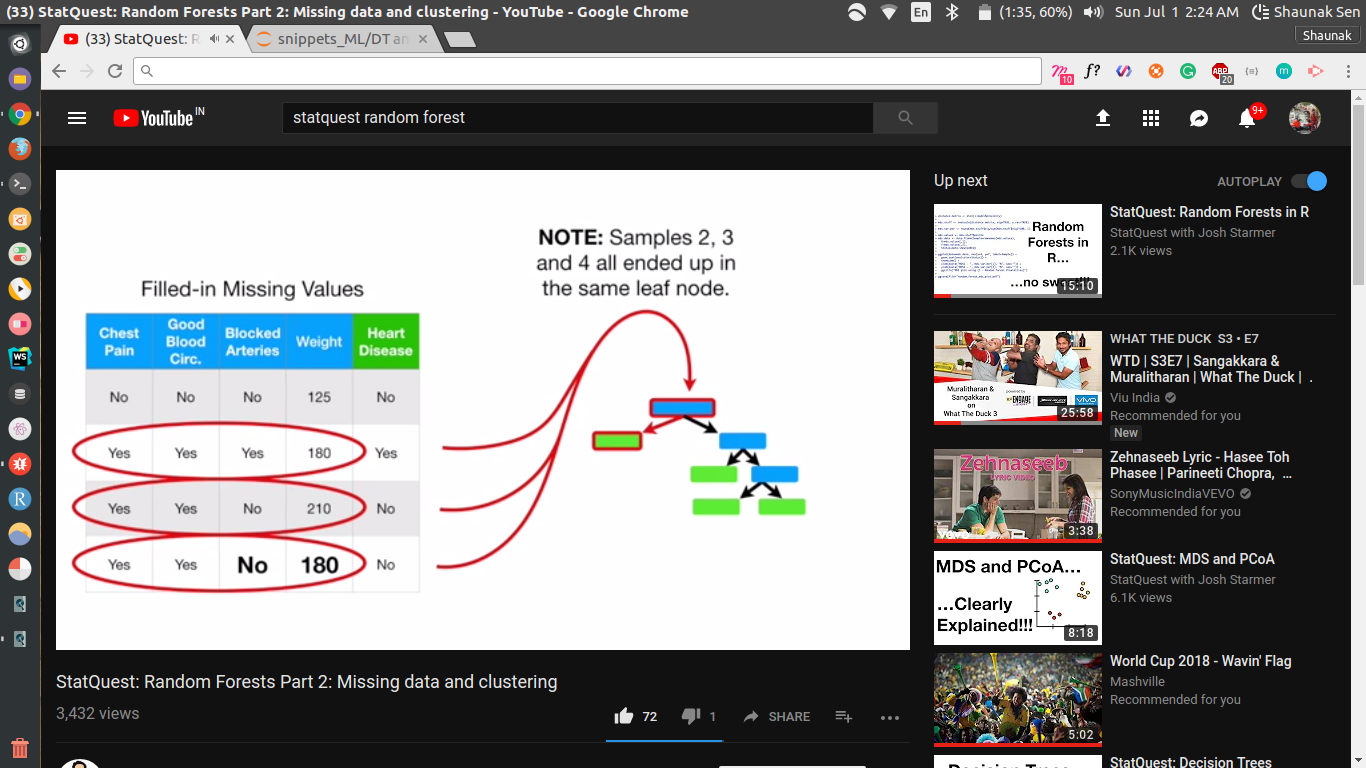 (33) StatQuest: Random Forests Part 2: Missing data and clustering - YouTube - Google Chrome
En
(1:35, 60%)
Sun Jul 1 2:24 AM
Shaunak Sen
(33) StatQuest: R
snippets_ML/DT an
Shaunak
10
f?
ABP
20
YouTube IN
statquest random forest
9+
NOTE: Samples 2, 3
and 4 all ended up in
the same leaf node.
Filled-in Missing Values
Chest Pain Good Blood Circ. Blocked Arteries Weight Heart Disease
No No No 125 No
Yes Yes Yes 180 Yes
Yes Yes No 210 No
Yes Yes No 180 No
StatQuest: Random Forests Part 2: Missing data and clustering
3,432 views
72
1
SHARE
Up next
AUTOPLAY
Random
Forests in
R...
...no sw
15:10
StatQuest: Random Forests in R
StatQuest with Josh Starmer
2.1K views
Muralitharan &
Sangakkara
on
What The Duck 3
ENGAGE
vivo
25:58
WHAT THE DUCK S3 • E7
WTD | S3E7 | Sangakkara &
Muralitharan | What The Duck | .
Viu India
Recommended for you
New
Zehnaseeb
LYRIC VIDEO
vevo
3:38
Zehnaseeb Lyric - Hasee Toh
Phasee | Parineeti Chopra, ...
SonyMusicIndiaVEVO
Recommended for you
MDS and PCoA...
...Clearly
Explained!!!
8:18
StatQuest: MDS and PCoA
StatQuest with Josh Starmer
6.1K views
5:02
World Cup 2018 - Wavin' Flag
Mashville
Recommended for you
StatQuest: Decision Trees
WS
R